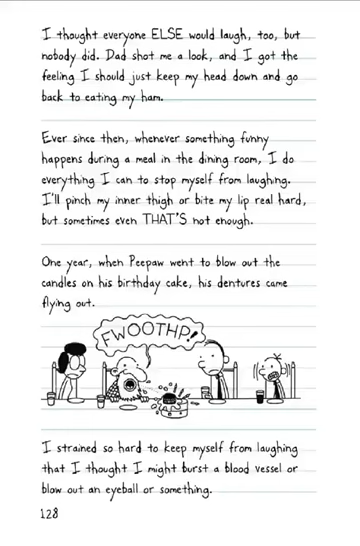 I thought everyone ELSE would laugh, too, but
nobody did. Dad shot me a look, and I got the
feeling I should just keep my head down and go
back to eating my ham.
Ever since then, whenever something funny
happens during a meal in the dining room, I do
everything I can to stop myself from laughing.
I'll pinch my inner thigh or bite my lip real hard,
but sometimes even THAT'S not enough.
One year, when Peepaw went to blow out the
candles on his birthday cake, his dentures came
flying out.
FWOOTHP!
I strained so hard to keep myself from laughing
that I thought I might burst a blood vessel or
blow out an eyeball or something.
128